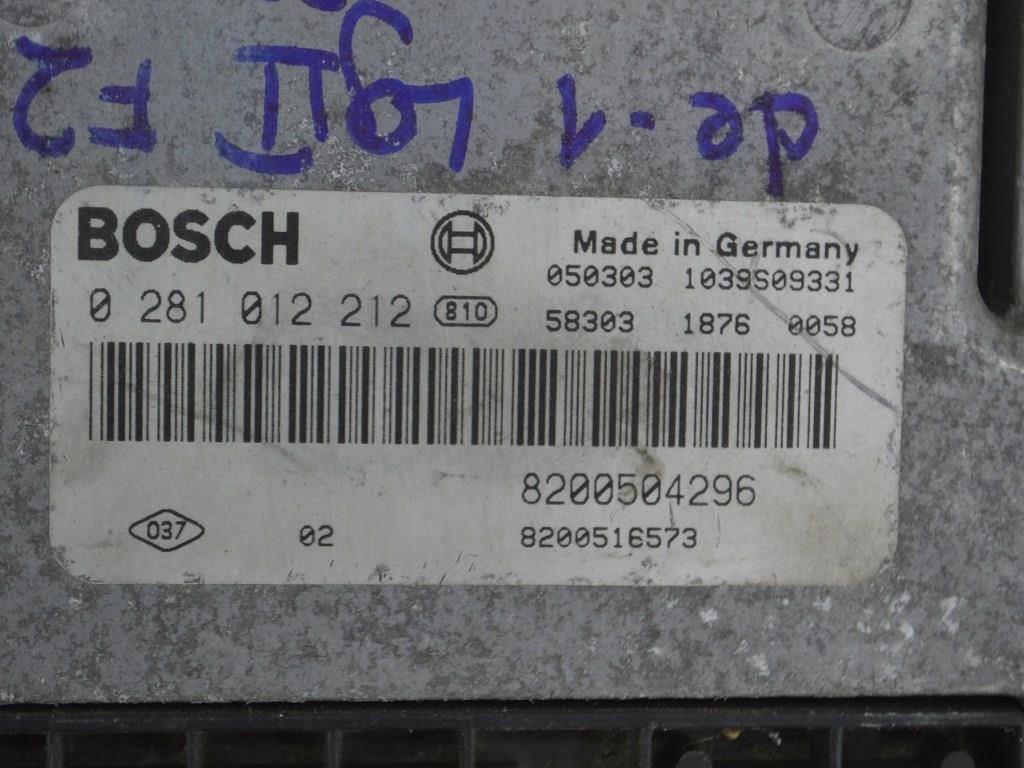 de-1 LgII F2
BOSCH
Made in Germany
050303 1039S09331
0 281 012 212 810
58303 1876 0058
8200504296
037 02 8200516573